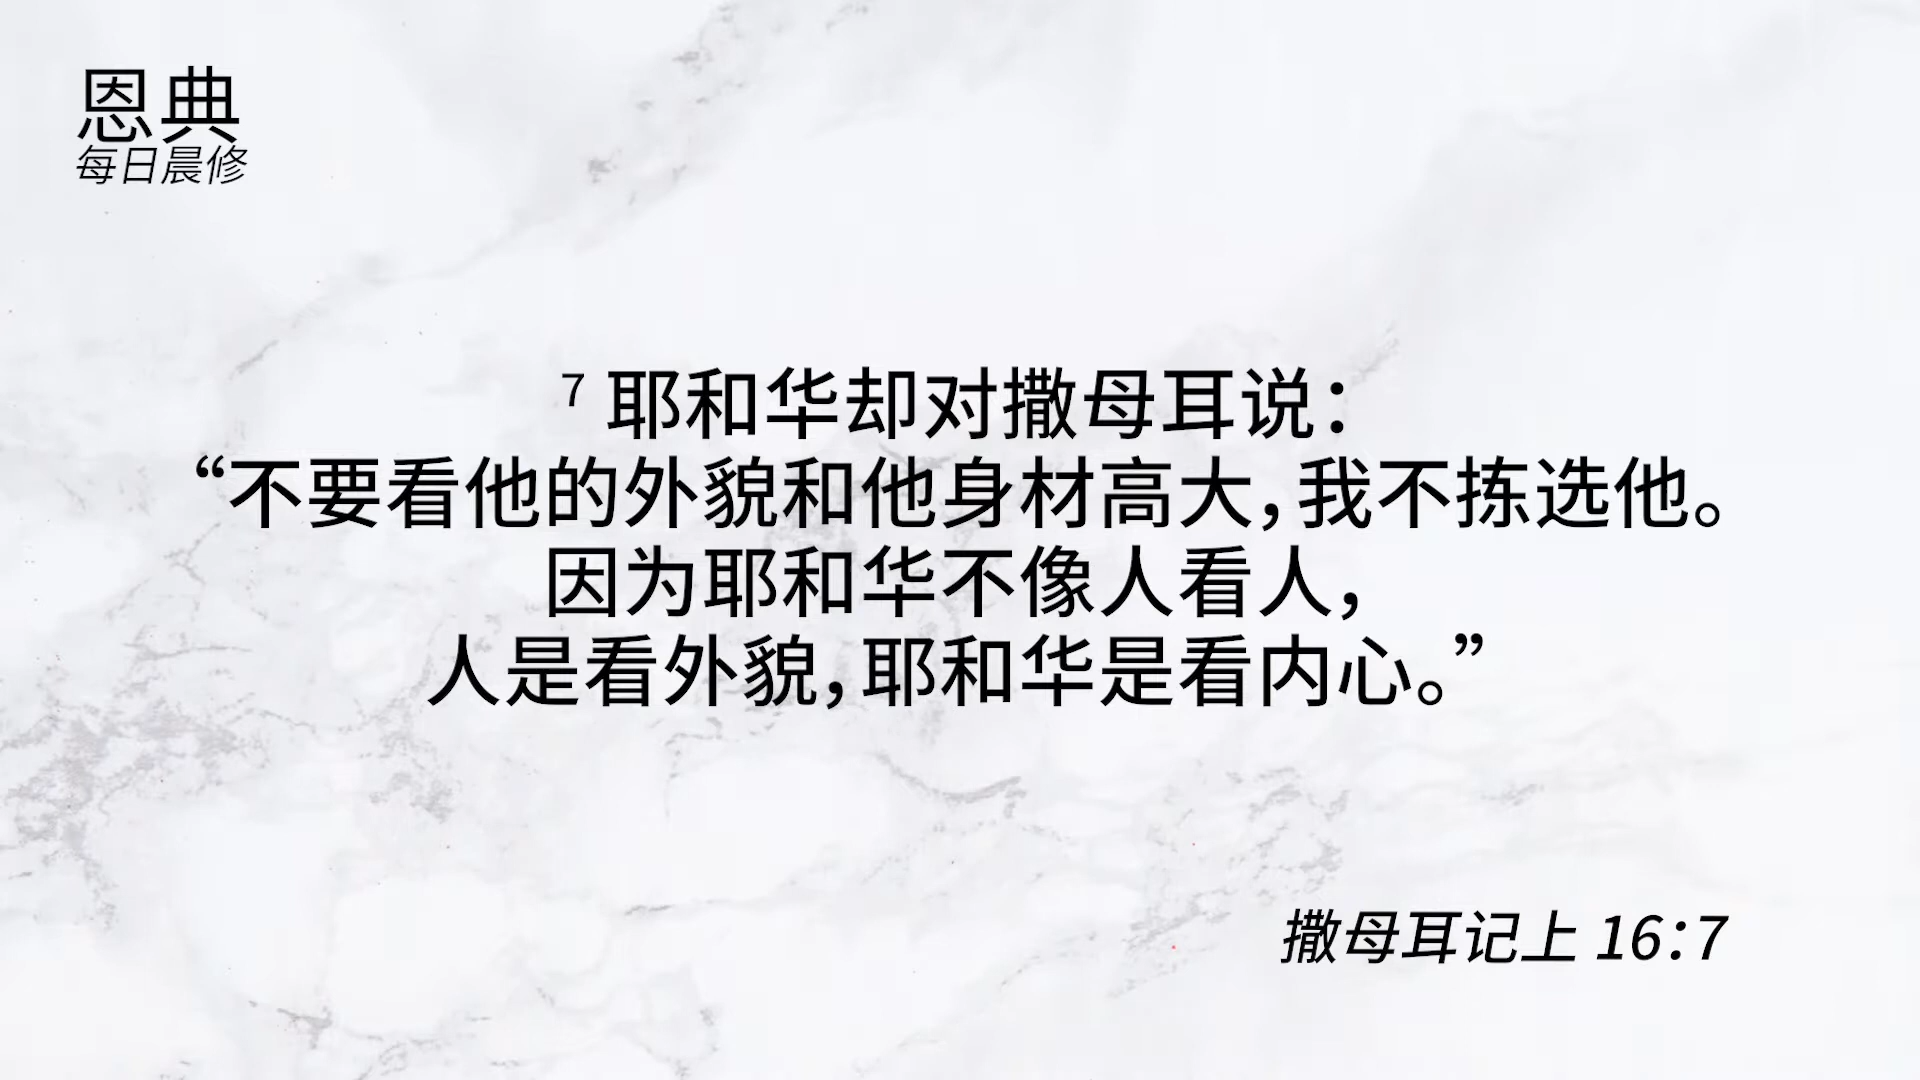 恩典
每日晨修
7 耶和华却对撒母耳说：
“不要看他的外貌和他身材高大，我不拣选他。
因为耶和华不像人看人，
人是看外貌，耶和华是看内心。”
撒母耳记上 16：7